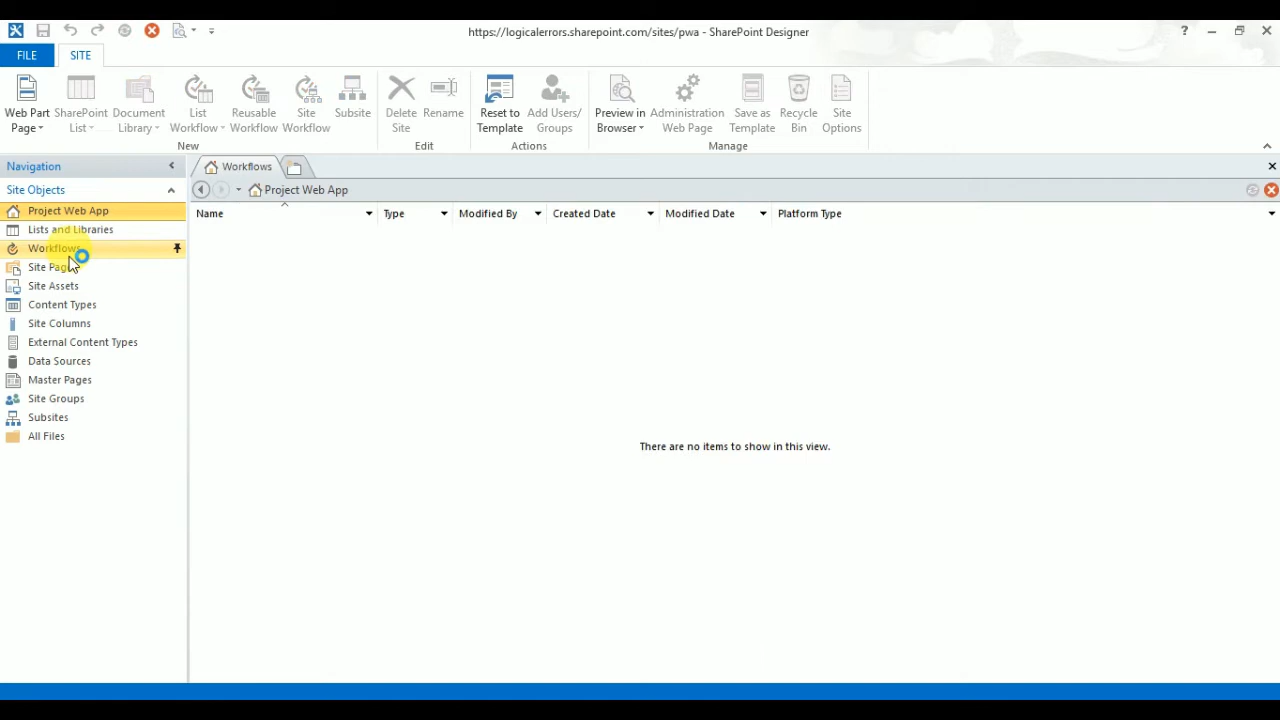 https://logicalerrors.sharepoint.com/sites/pwa - SharePoint Designer
?
FILE
SITE
Web Part
Page
SharePoint
List
Document
Library
List
Workflow
Reusable
Workflow
Site
Workflow
Subsite
Delete
Site
Rename
Reset to
Template
Add Users/
Groups
Preview in
Browser
Administration
Web Page
Save as
Template
Recycle
Bin
Site
Options
New
Edit
Actions
Manage
Navigation
Workflows
Site Objects
Project Web App
Name
Type
Modified By
Created Date
Modified Date
Platform Type
Project Web App
Lists and Libraries
Workflows
Site Pages
Site Assets
Content Types
Site Columns
External Content Types
Data Sources
Master Pages
Site Groups
Subsites
All Files
There are no items to show in this view.